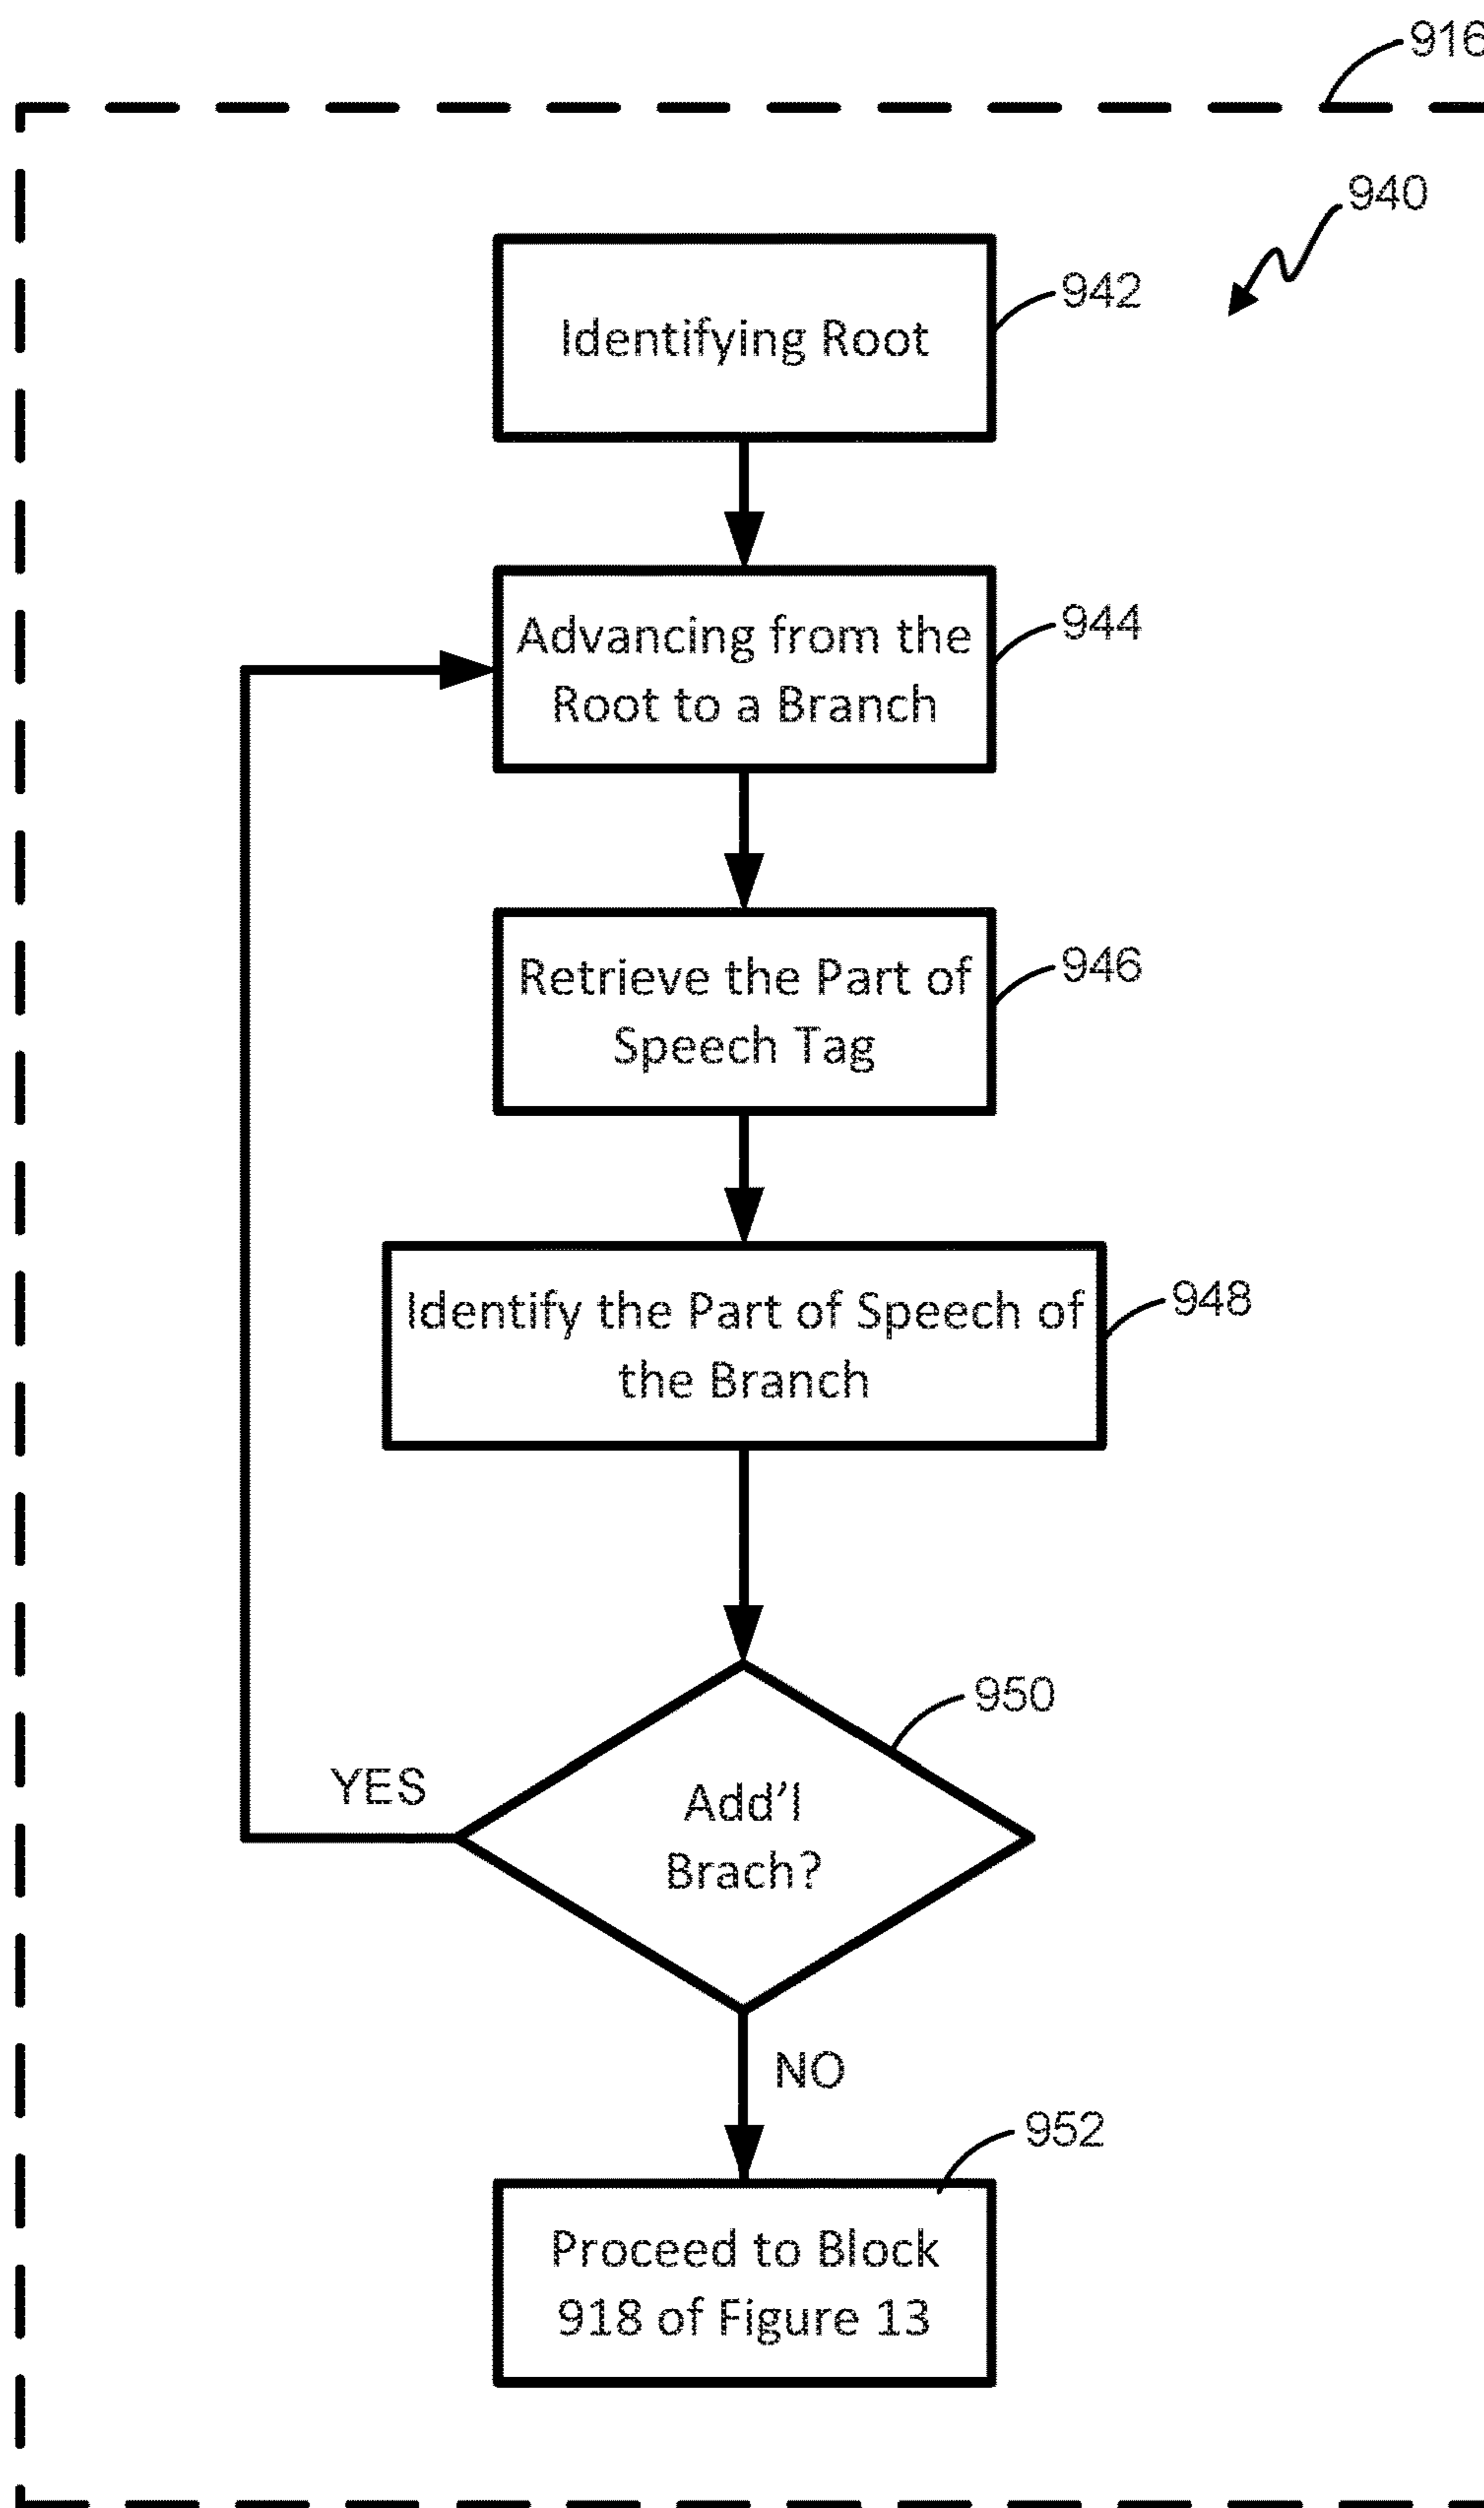 916
940
942
Identifying Root
944
Advancing from the
Root to a Branch
946
Retrieve the Part of
Speech Tag
948
Identify the Part of Speech of
the Branch
950
YES
Add'l
Brach?
NO
952
Proceed to Block
918 of Figure 13